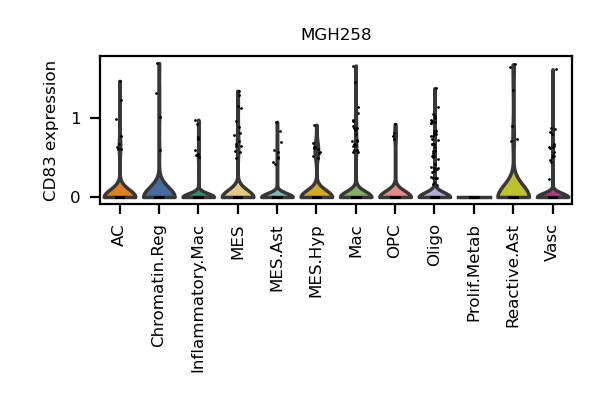 MGH258
CD83 expression
1
0
AC
Chromatin.Reg
Inflammatory.Mac
MES
MES.Ast
MES.Hyp
Mac
OPC
Oligo
Prolif.Metab
Reactive.Ast
Vasc